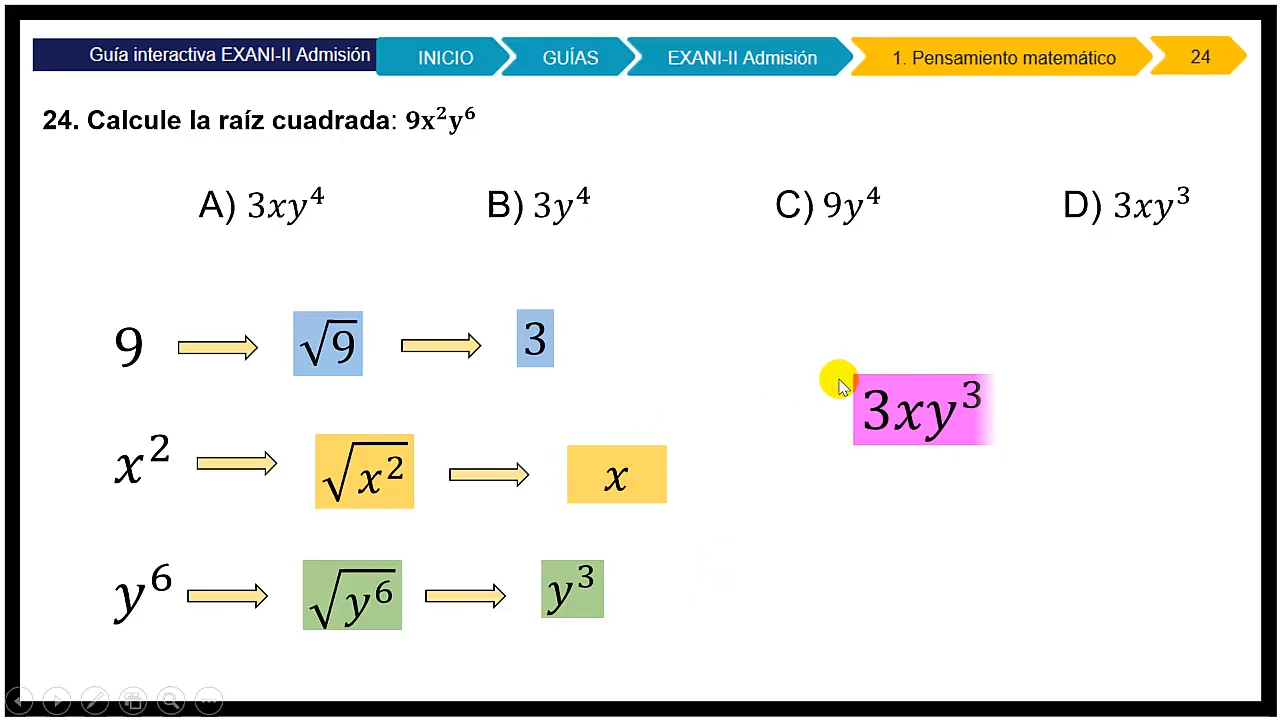 Guía interactiva EXANI-II Admisión INICIO GUÍAS EXANI-II Admisión 1. Pensamiento matemático 24
24. Calcule la raíz cuadrada: 9x²y⁶
A) 3xy⁴ B) 3y⁴ C) 9y⁴ D) 3xy³
9 √9 3
3xy³
x² √x² x
y⁶ √y⁶ y³